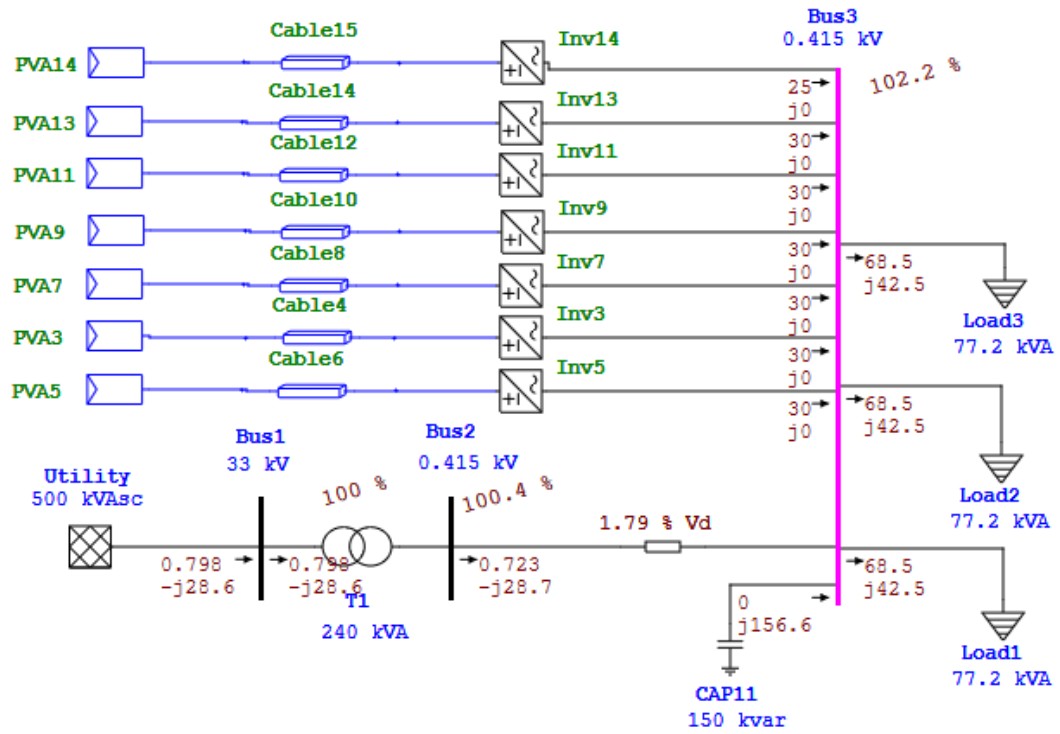 Bus3
0.415 kV
102.2 %
PVA14
Cable15
Inv14
25
j0
PVA13
Cable14
Inv13
30
j0
PVA11
Cable12
Inv11
30
j0
PVA9
Cable10
Inv9
30
j0
PVA7
Cable8
Inv7
30
j0
PVA3
Cable4
Inv3
30
j0
PVA5
Cable6
Inv5
30
j0
68.5
j42.5
Load3
77.2 kVA
68.5
j42.5
Load2
77.2 kVA
Utility
500 kVAsc
Bus1
33 kV
100 %
Bus2
0.415 kV
100.4 %
1.79 % Vd
0.798
-j28.6
0.798
-j28.6
T1
240 kVA
0.723
-j28.7
0
j156.6
CAP11
150 kvar
68.5
j42.5
Load1
77.2 kVA